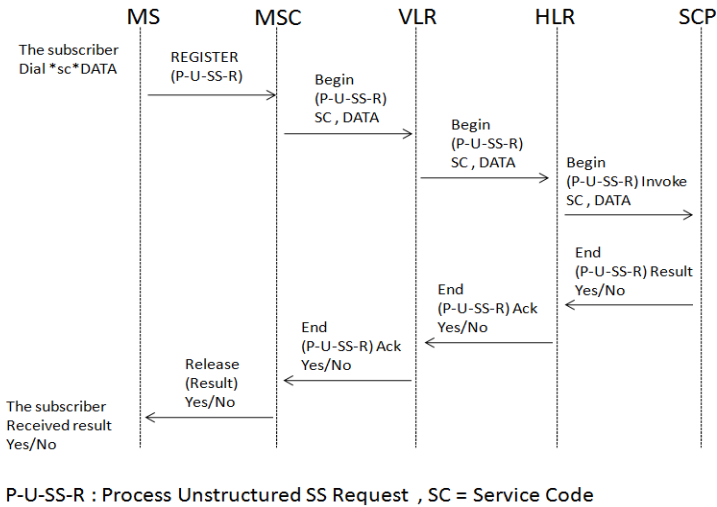 MS MSC VLR HLR SCP
The subscriber
Dial *sc*DATA
REGISTER
(P-U-SS-R)
Begin
(P-U-SS-R)
SC , DATA
Begin
(P-U-SS-R)
SC , DATA
Begin
(P-U-SS-R) Invoke
SC, DATA
End
(P-U-SS-R) Result
Yes/No
End
(P-U-SS-R) Ack
Yes/No
End
(P-U-SS-R) Ack
Yes/No
Release
(Result)
Yes/No
The subscriber
Received result
Yes/No
P-U-SS-R : Process Unstructured SS Request , SC = Service Code